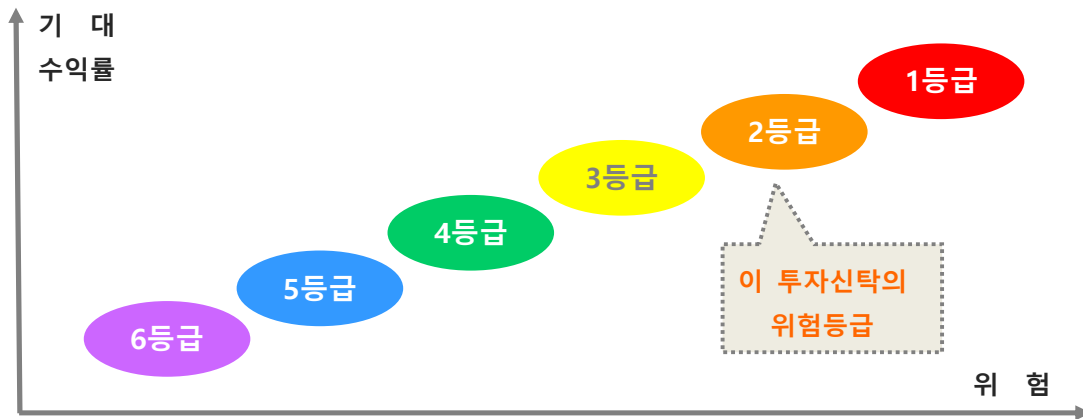 기 대
수익률
1등급
2등급
3등급
4등급
5등급
6등급
이 투자신탁의
위험등급
위 험